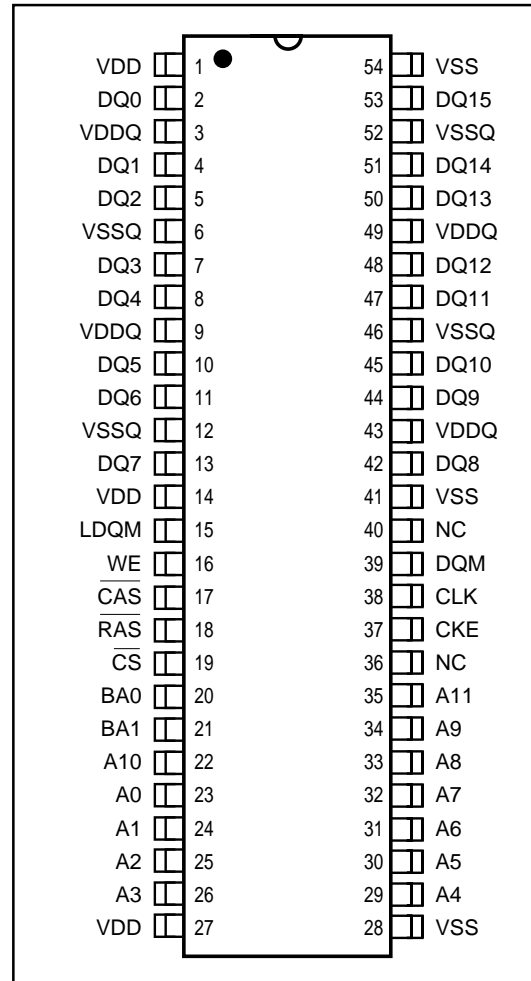 VDD 1 54 VSS
DQ0 2 53 DQ15
VDDQ 3 52 VSSQ
DQ1 4 51 DQ14
DQ2 5 50 DQ13
VSSQ 6 49 VDDQ
DQ3 7 48 DQ12
DQ4 8 47 DQ11
VDDQ 9 46 VSSQ
DQ5 10 45 DQ10
DQ6 11 44 DQ9
VSSQ 12 43 VDDQ
DQ7 13 42 DQ8
VDD 14 41 VSS
LDQM 15 40 NC
WE 16 39 DQM
C̅A̅S̅ 17 38 CLK
R̅A̅S̅ 18 37 CKE
C̅S̅ 19 36 NC
BA0 20 35 A11
BA1 21 34 A9
A10 22 33 A8
A0 23 32 A7
A1 24 31 A6
A2 25 30 A5
A3 26 29 A4
VDD 27 28 VSS